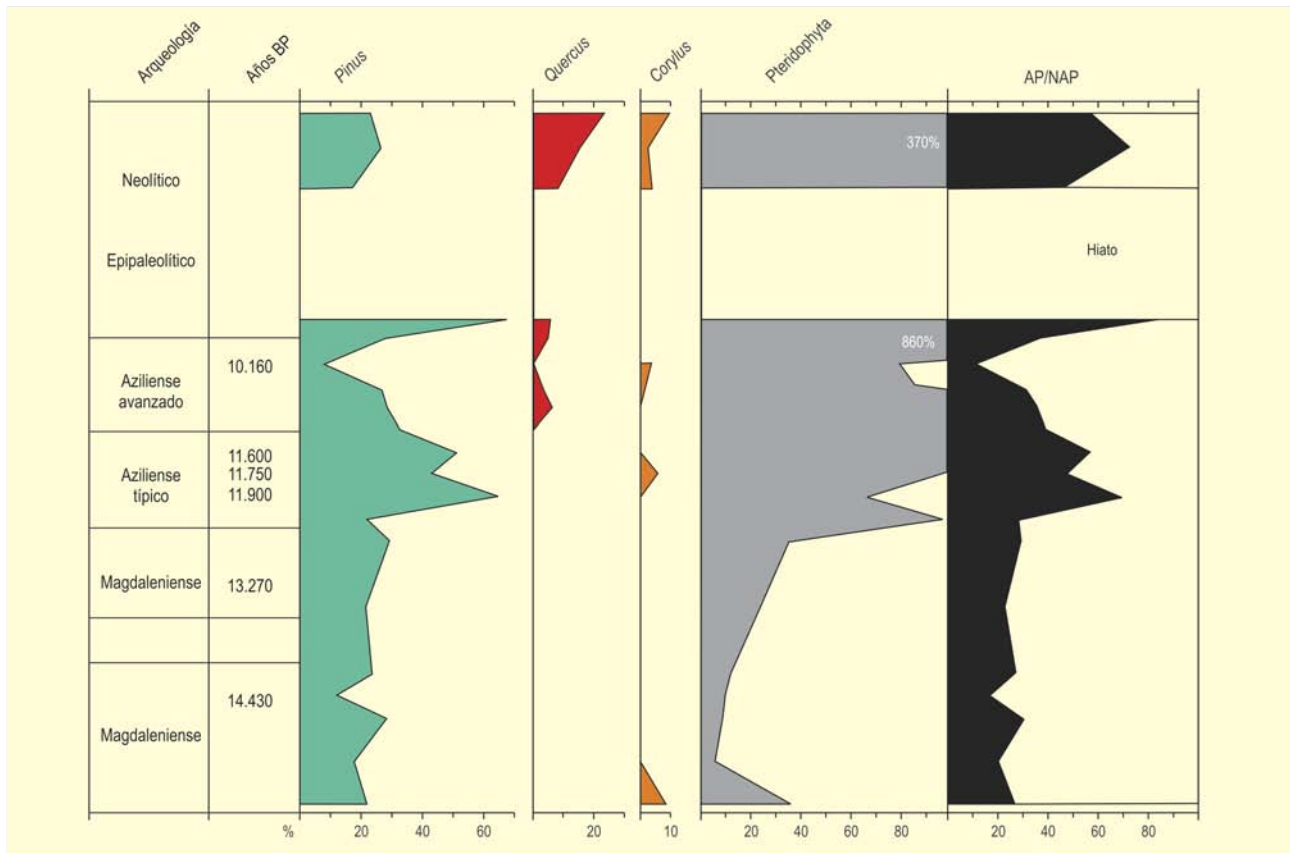 Arqueología
Años BP
Pinus
Quercus
Corylus
Pteridophyta
AP/NAP
370%
Neolítico
Epipaleolítico
Hiato
860%
10.160
Aziliense
avanzado
11.600
Aziliense
11.750
típico
11.900
Magdaleniense
13.270
14.430
Magdaleniense
% 20 40 60 20 10 20 40 60 80 20 40 60 80